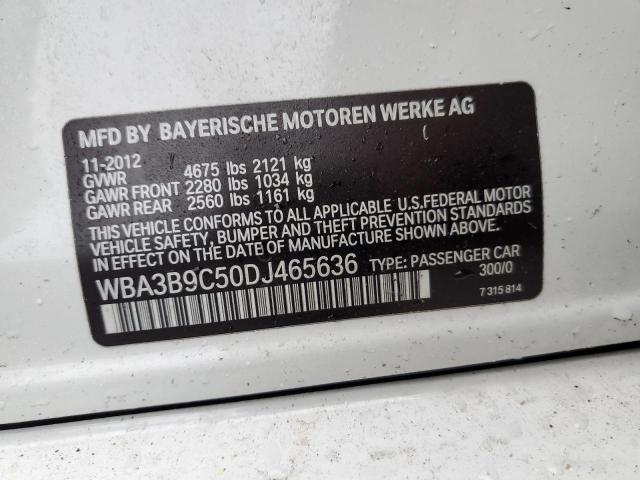 MFD BY BAYERISCHE MOTOREN WERKE AG
11-2012
GVWR 4675 lbs 2121 kg
GAWR FRONT 2280 lbs 1034 kg
GAWR REAR 2560 lbs 1161 kg
THIS VEHICLE CONFORMS TO ALL APPLICABLE U.S.FEDERAL MOTOR
VEHICLE SAFETY, BUMPER AND THEFT PREVENTION STANDARDS
IN EFFECT ON THE DATE OF MANUFACTURE SHOWN ABOVE.
WBA3B9C50DJ465636 TYPE: PASSENGER CAR
300/0
7 315 814